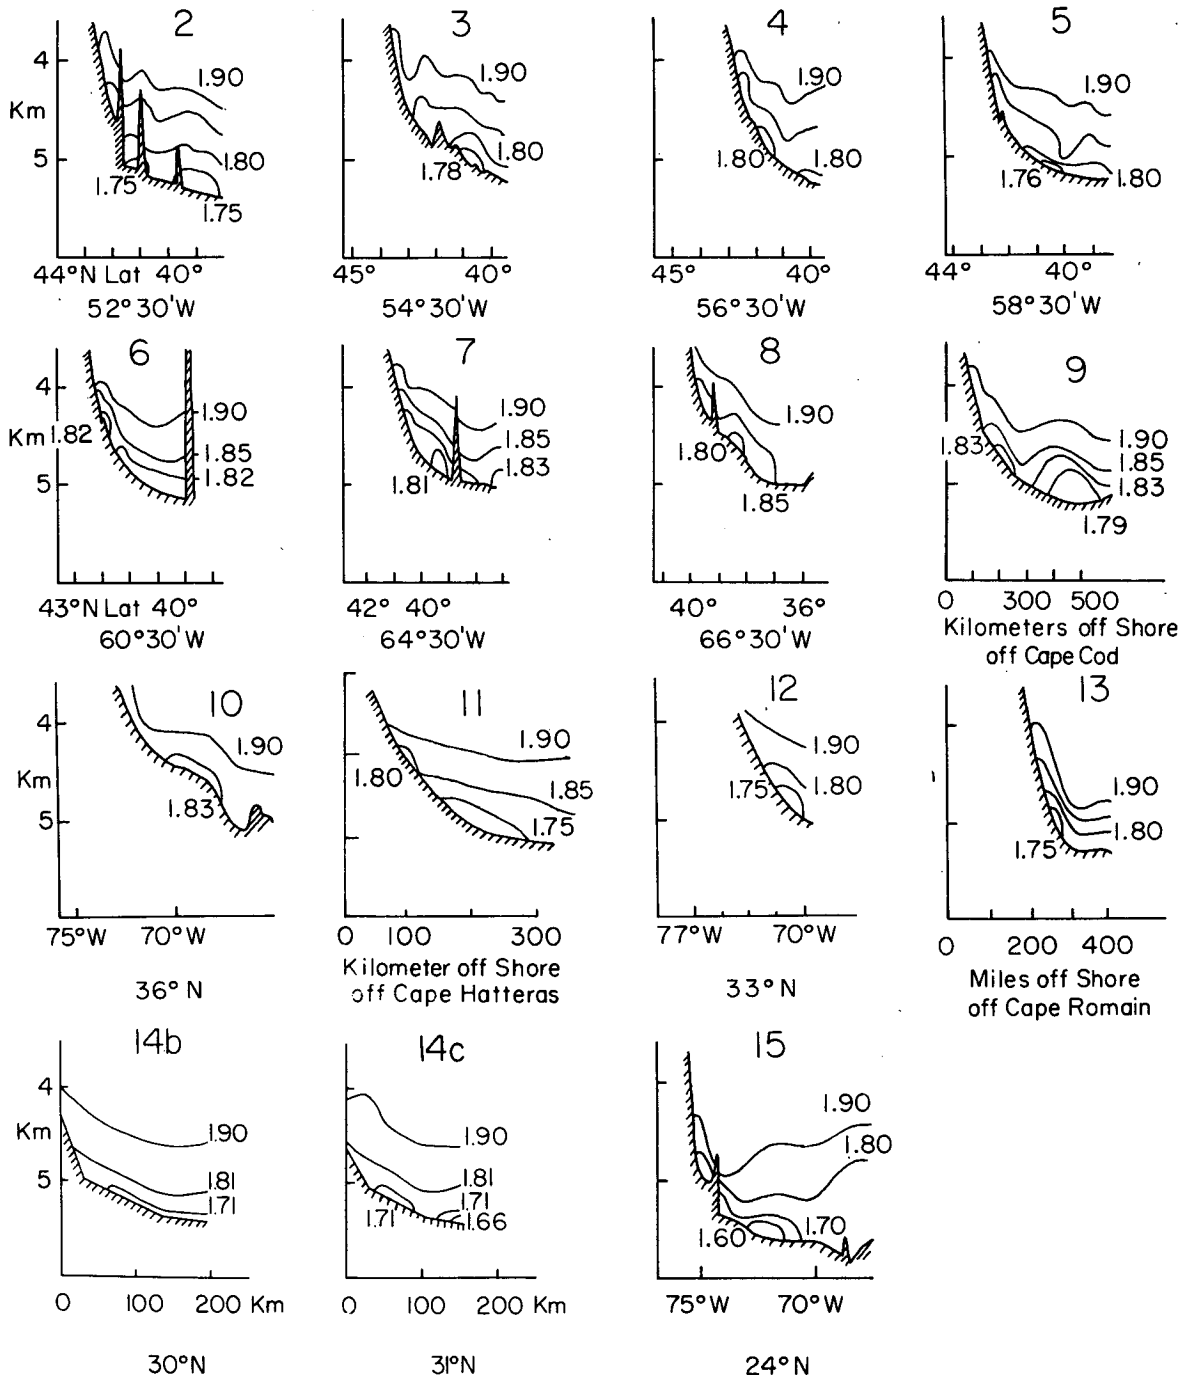 2
4
Km
5
1.90
1.80
1.75
1.75
44°N Lat 40°
52°30'W
3
1.90
1.80
1.78
45° 40°
54°30'W
4
1.90
1.80
1.80
45° 40°
56°30'W
5
1.90
1.76
1.80
44° 40°
58°30'W
6
4
Km
5
1.82
1.90
1.85
1.82
43°N Lat 40°
60°30'W
7
1.90
1.85
1.83
1.81
42° 40°
64°30'W
8
1.90
1.80
1.85
40° 36°
66°30'W
9
1.83
1.90
1.85
1.83
1.79
0 300 500
Kilometers off Shore
off Cape Cod
10
4
Km
5
1.90
1.83
75°W 70°W
36°N
11
1.90
1.80
1.85
1.75
0 100 300
Kilometer off Shore
off Cape Hatteras
12
1.90
1.80
1.75
77°W 70°W
33°N
13
1.90
1.80
1.75
0 200 400
Miles off Shore
off Cape Romain
14b
4
Km
5
1.90
1.81
1.71
0 100 200 Km
30°N
14c
1.90
1.81
1.71
1.71
1.66
0 100 200 Km
31°N
15
1.90
1.80
1.70
1.60
75°W 70°W
24°N